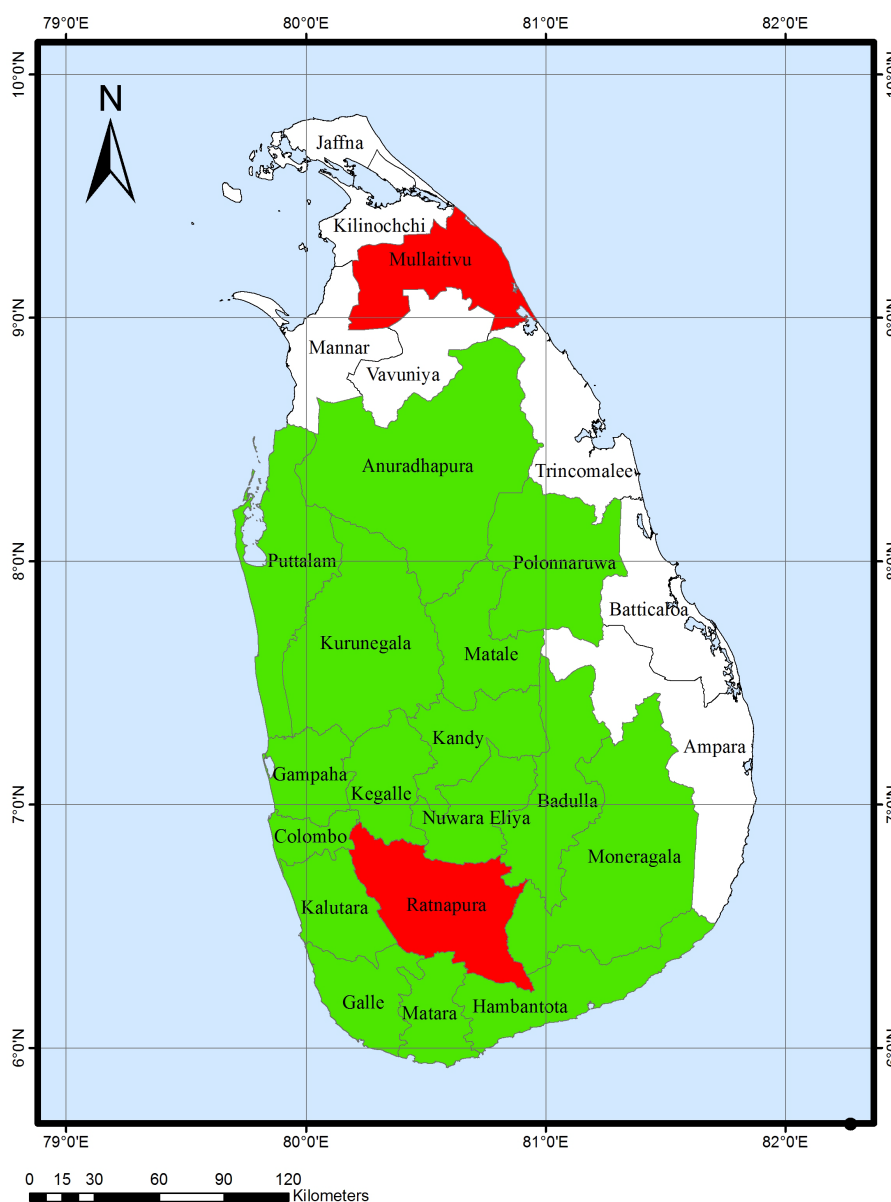 79°0'E 80°0'E 81°0'E 82°0'E
10°0'N
N
Jaffna
Kilinochchi
Mullaitivu
9°0'N
Mannar
Vavuniya
Anuradhapura
Trincomalee
8°0'N
Puttalam
Polonnaruwa
8°0'N
Batticaloa
Kurunegala
Matale
Kandy
Ampara
Gampaha
Kegalle
Badulla
7°0'N
Nuwara Eliya
Colombo
Moneragala
Kalutara
Ratnapura
Galle
Matara
Hambantota
6°0'N
79°0'E 80°0'E 81°0'E 82°0'E
0 15 30 60 90 120
Kilometers